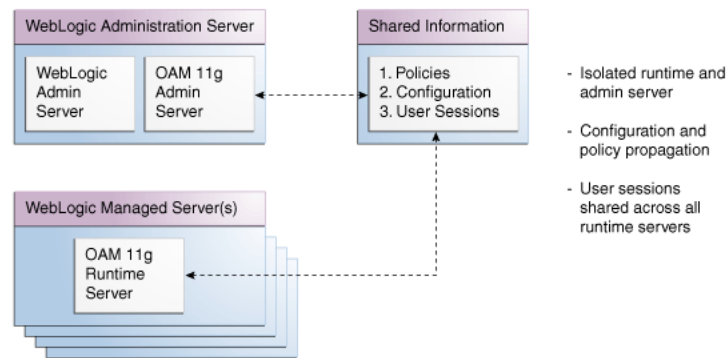 WebLogic Administration Server
WebLogic
Admin
Server
OAM 11g
Admin
Server
Shared Information
1. Policies
2. Configuration
3. User Sessions
- Isolated runtime and
admin server
- Configuration and
policy propagation
- User sessions
shared across all
runtime servers
WebLogic Managed Server(s)
OAM 11g
Runtime
Server